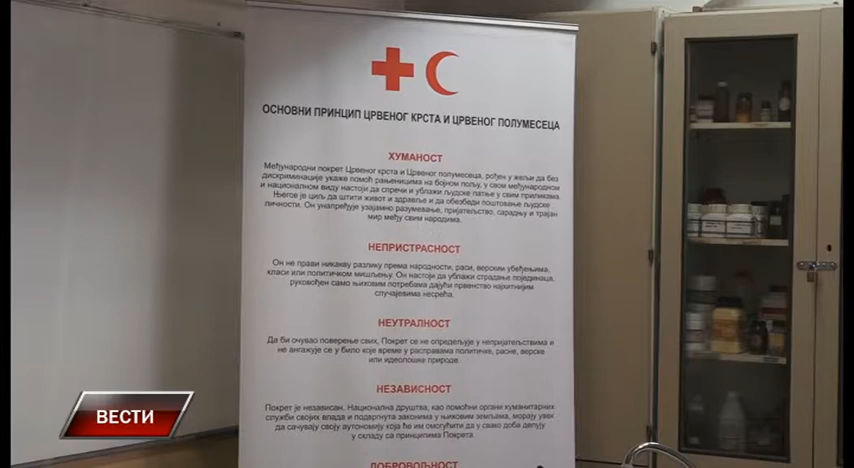 ОСНОВНИ ПРИНЦИП ЦРВЕНОГ КРСТА И ЦРВЕНОГ ПОЛУМЕСЕЦА
ХУМАНОСТ
Међународни покрет Црвеног крста и Црвеног полумесеца, рођен у жељи да без
дискриминације укаже помоћ рањеницима на бојном пољу, у свом међународном
и националном виду настоји да спречи и ублажи људске патње у свим приликама.
Његов је циљ да штити живот и здравље и да обезбеди поштовање људске
личности. Он унапређује узајамно разумевање, пријатељство, сарадњу и трајан
мир међу свим народима.
НЕПРИСТРАСНОСТ
Он не прави никакву разлику према народности, раси, верским убеђењима,
класи или политичком мишљењу. Он настоји да ублажи страдање појединаца,
руковођен само њиховим потребама дајући првенство најхитнијим
случајевима несрећа.
НЕУТРАЛНОСТ
Да би очувао поверење свих, Покрет се не опредељује у непријатељствима и
не ангажује се у било које време у расправама политичке, расне, верске
или идеолошке природе.
НЕЗАВИСНОСТ
Покрет је независан. Национална друштва, као помоћни органи хуманитарних
служби својих влада и подвргнута законима у њиховим земљама, морају увек
да сачувају своју аутономију која ће им омогућити да у свако доба делују
у складу са принципима Покрета.
ДОБРОВОЉНОСТ
ВЕСТИ